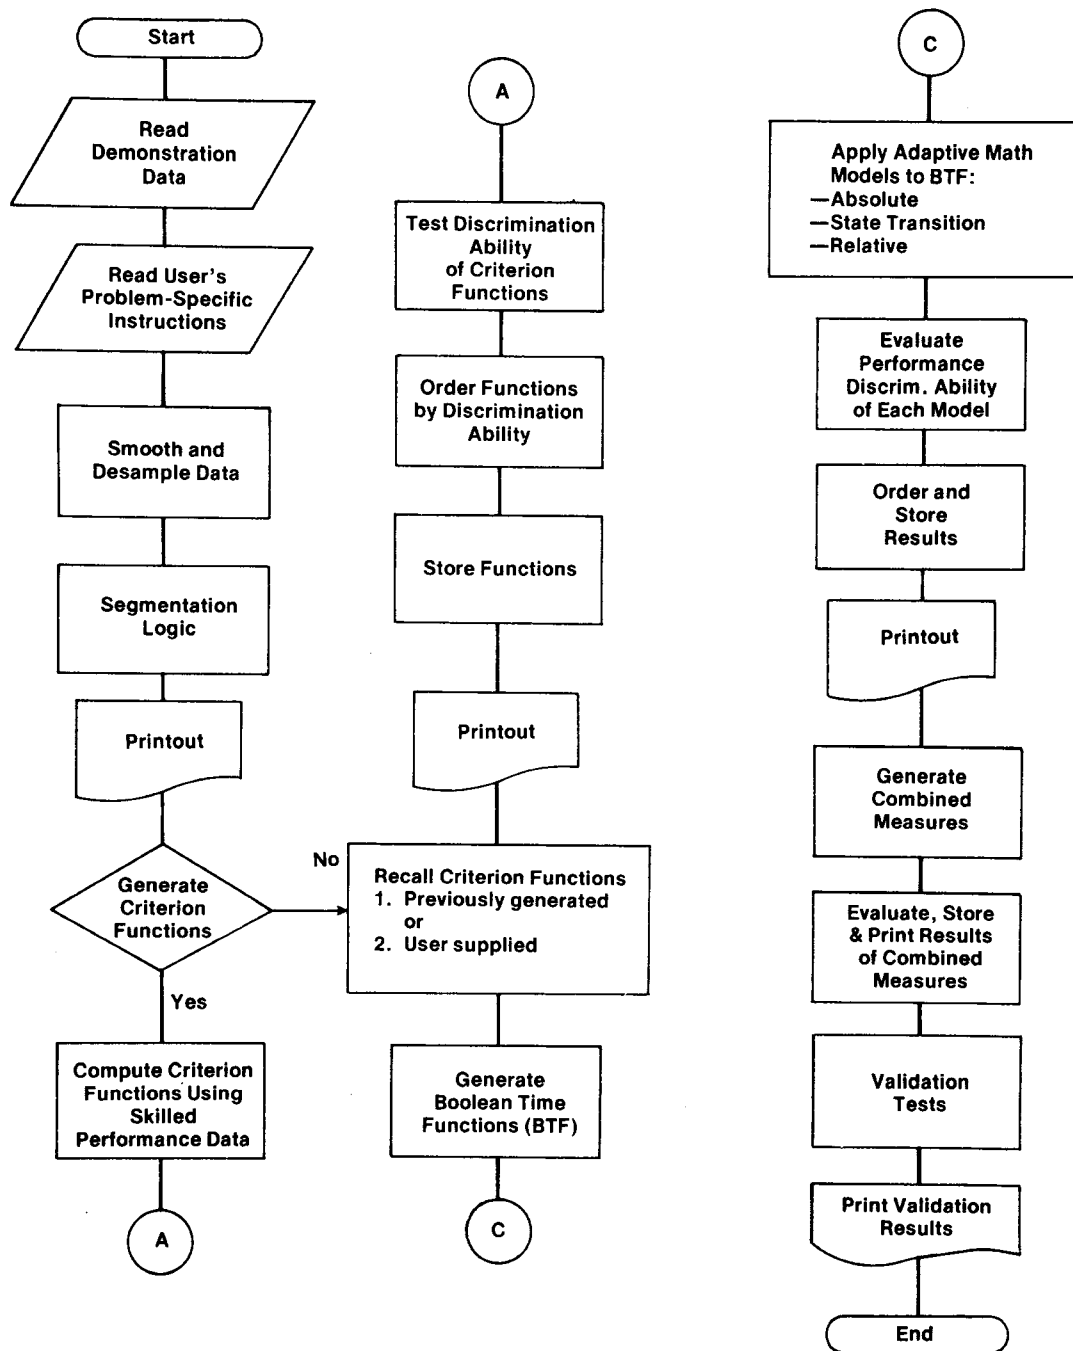 Start
Read
Demonstration
Data
Read User's
Problem-Specific
Instructions
Smooth and
Desample Data
Segmentation
Logic
Printout
Generate
Criterion
Functions
No
Yes
Compute Criterion
Functions Using
Skilled
Performance Data
A
A
Test Discrimination
Ability
of Criterion
Functions
Order Functions
by Discrimination
Ability
Store Functions
Printout
Recall Criterion Functions
1. Previously generated
or
2. User supplied
Generate
Boolean Time
Functions (BTF)
C
C
Apply Adaptive Math
Models to BTF:
—Absolute
—State Transition
—Relative
Evaluate
Performance
Discrim. Ability
of Each Model
Order and
Store
Results
Printout
Generate
Combined
Measures
Evaluate, Store
& Print Results
of Combined
Measures
Validation
Tests
Print Validation
Results
End